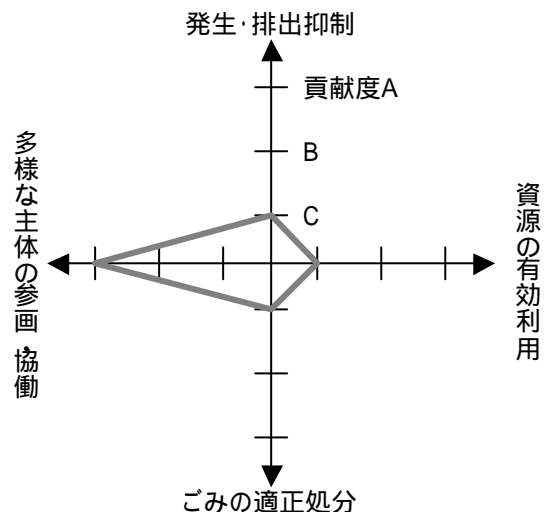 発生・排出抑制
貢献度A
B
C
多様な主体の参画・協働
資源の有効利用
ごみの適正処分